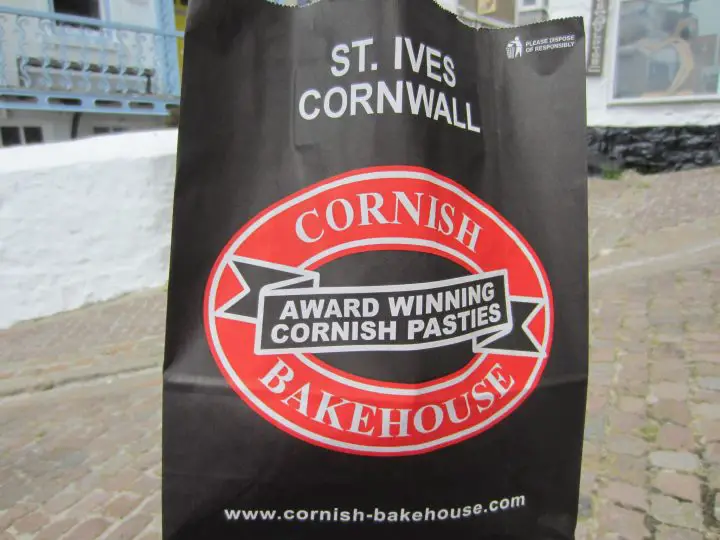 PLEASE DISPOSE
OF RESPONSIBLY
ST. IVES
CORNWALL
CORNISH
AWARD WINNING
CORNISH PASTIES
BAKEHOUSE
www.cornish-bakehouse.com